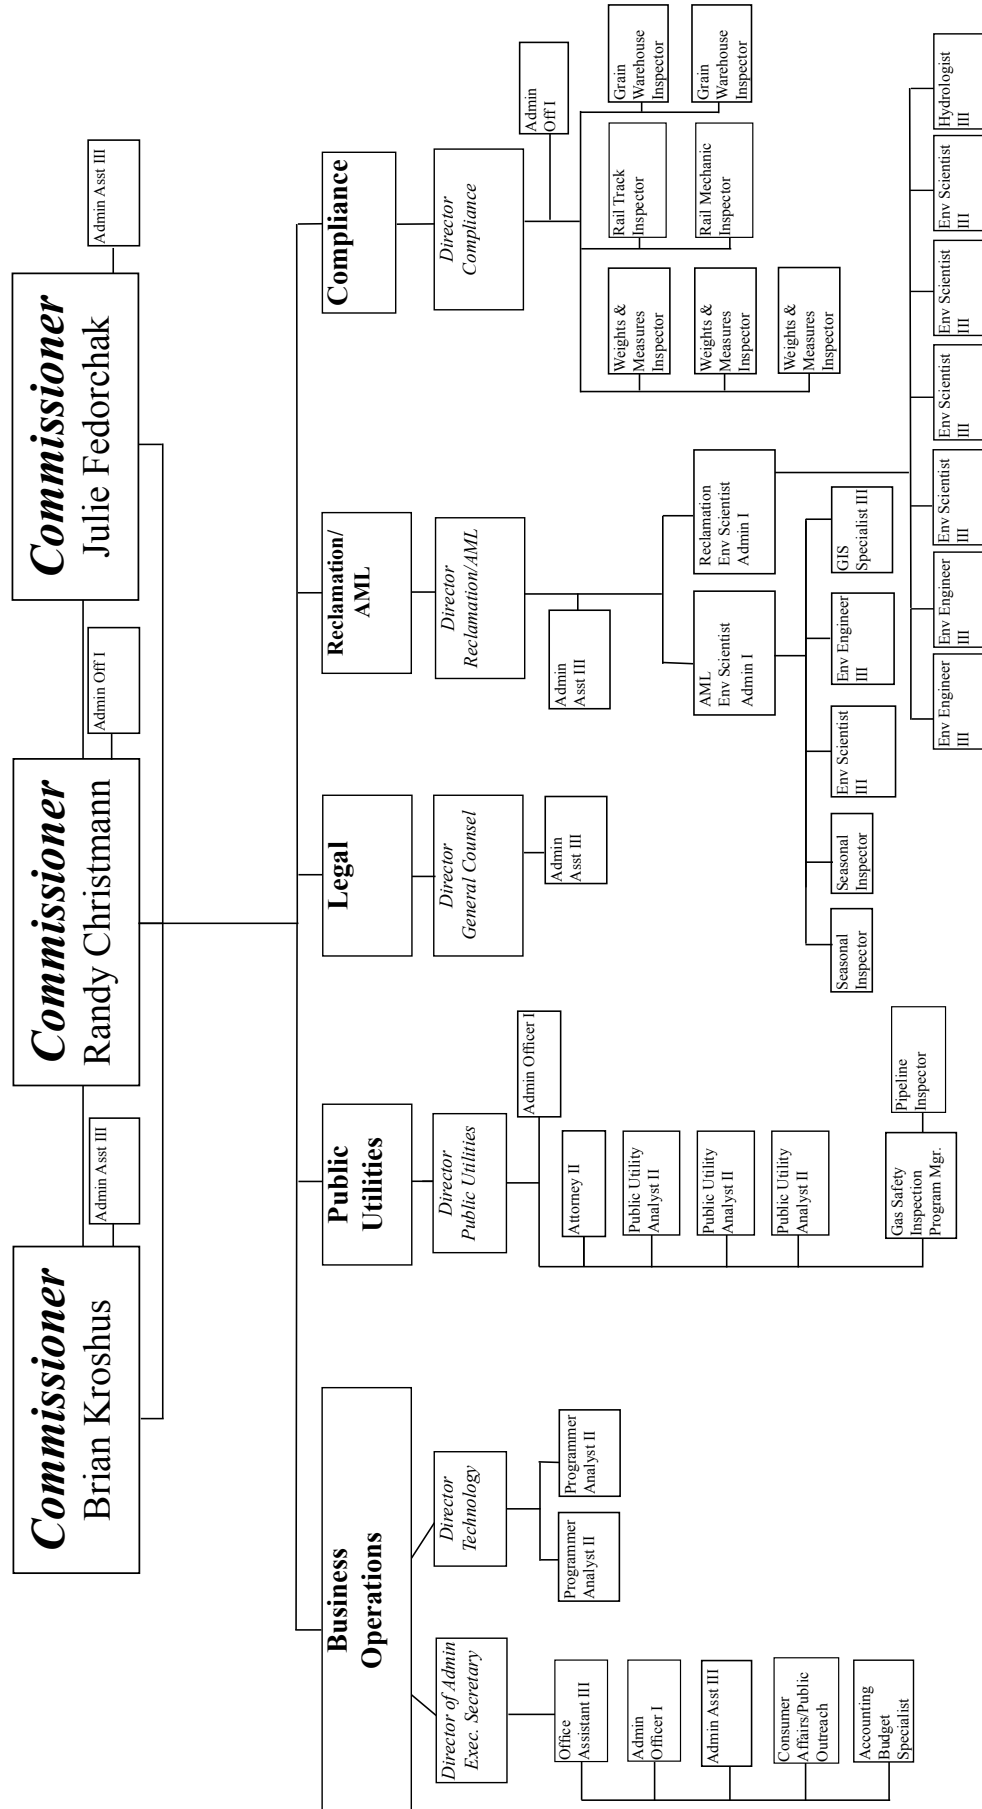 Commissioner
Brian Kroshus
Admin Asst III
Commissioner
Randy Christmann
Admin Off I
Commissioner
Julie Fedorchak
Admin Asst III
Business
Operations
Director of Admin
Exec. Secretary
Office
Assistant III
Admin
Officer I
Admin Asst III
Consumer
Affairs/Public
Outreach
Accounting
Budget
Specialist
Director
Technology
Programmer
Analyst II
Programmer
Analyst II
Public
Utilities
Director
Public Utilities
Admin Officer I
Attorney II
Public Utility
Analyst II
Public Utility
Analyst II
Public Utility
Analyst II
Gas Safety
Inspection
Program Mgr.
Pipeline
Inspector
Legal
Director
General Counsel
Admin
Asst III
Reclamation/
AML
Director
Reclamation/AML
Admin
Asst III
AML
Env Scientist
Admin I
Reclamation
Env Scientist
Admin I
Seasonal
Inspector
Seasonal
Inspector
Env Scientist
III
Env Engineer
III
GIS
Specialist III
Env Engineer
III
Env Engineer
III
Env Scientist
III
Env Scientist
III
Env Scientist
III
Env Scientist
III
Hydrologist
III
Compliance
Director
Compliance
Admin
Off I
Weights &
Measures
Inspector
Weights &
Measures
Inspector
Weights &
Measures
Inspector
Rail Track
Inspector
Rail Mechanic
Inspector
Grain
Warehouse
Inspector
Grain
Warehouse
Inspector